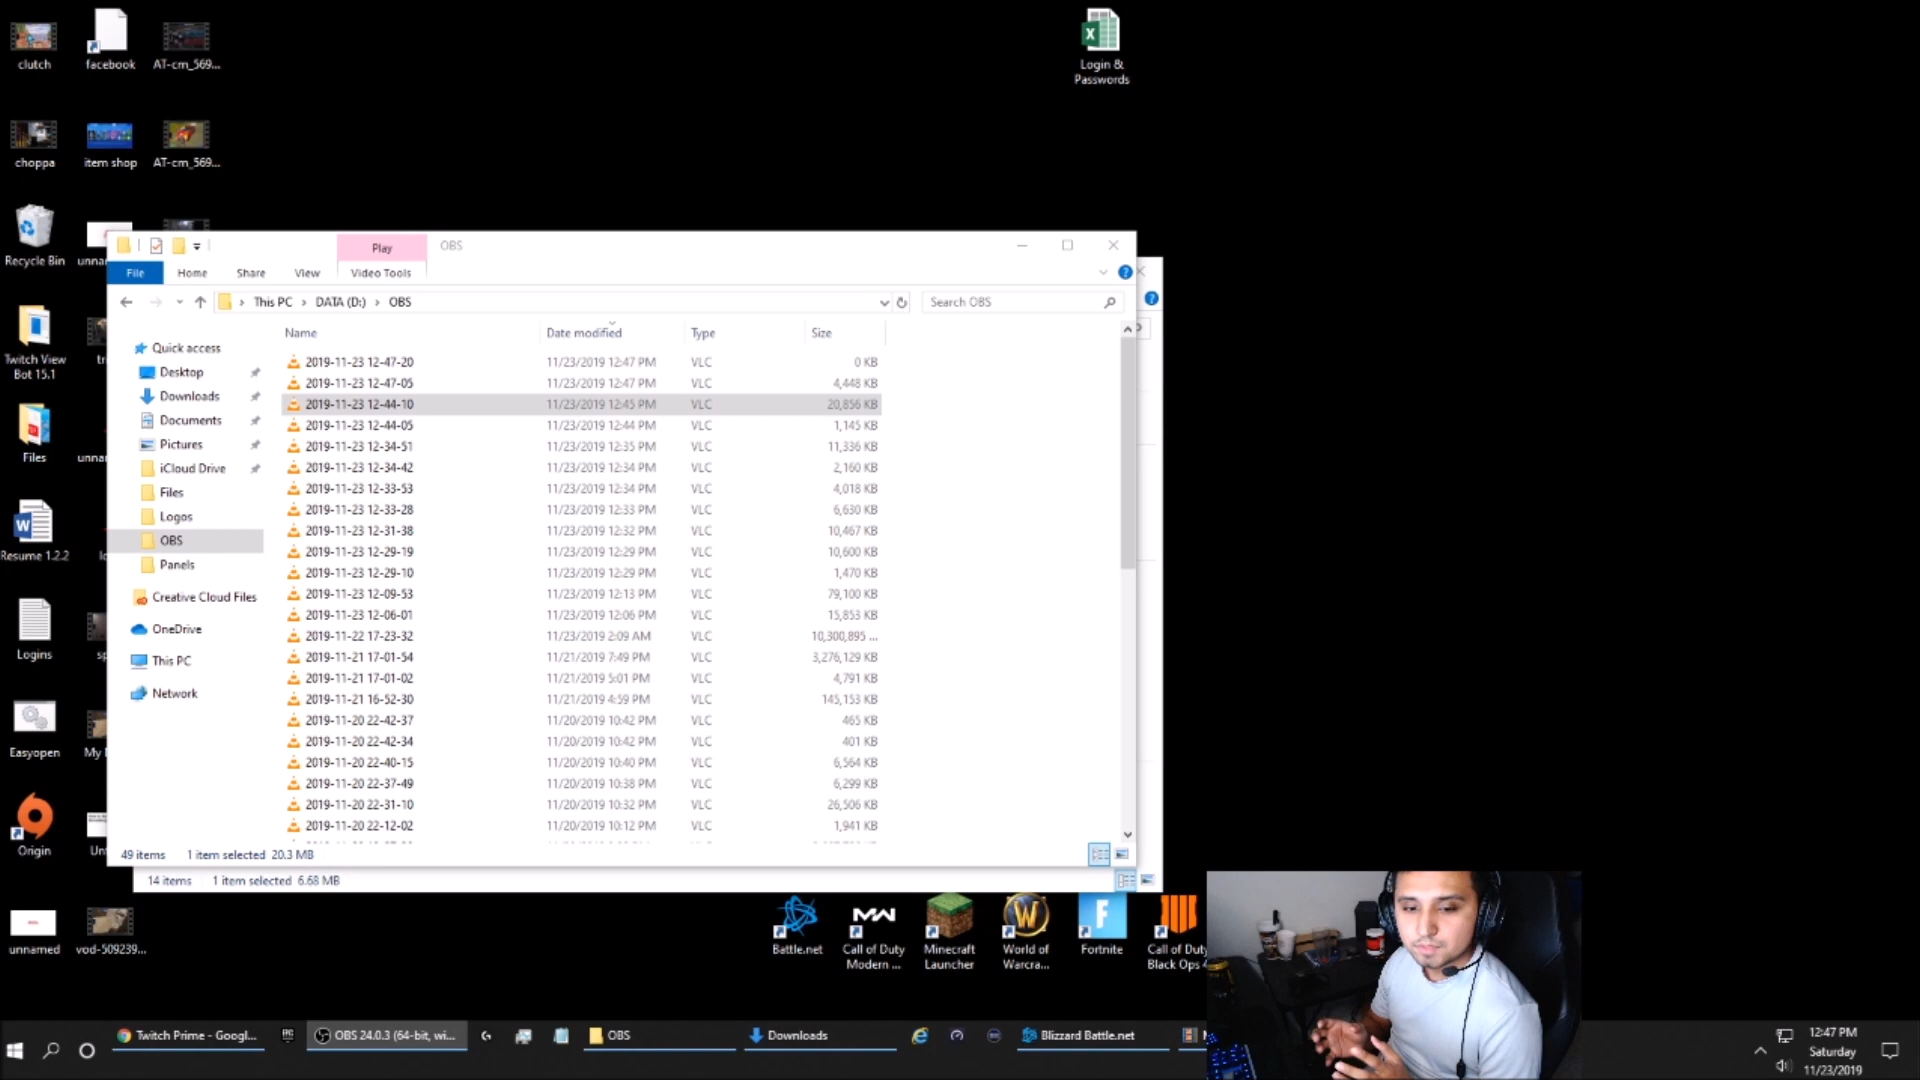 clutch
facebook
AT-cm_569...
Login &
Passwords
choppa
item shop
AT-cm_569...
Recycle Bin
Play
OBS
File
Home
Share
View
Video Tools
This PC
DATA (D:)
OBS
Search OBS
Name
Date modified
Type
Size
Quick access
Desktop
Downloads
Documents
Pictures
iCloud Drive
Files
Logos
OBS
Panels
Creative Cloud Files
OneDrive
This PC
Network
2019-11-23 12-47-20 11/23/2019 12:47 PM VLC 0 KB
2019-11-23 12-47-05 11/23/2019 12:47 PM VLC 4,448 KB
2019-11-23 12-44-10 11/23/2019 12:45 PM VLC 20,856 KB
2019-11-23 12-44-05 11/23/2019 12:44 PM VLC 1,145 KB
2019-11-23 12-34-51 11/23/2019 12:35 PM VLC 11,336 KB
2019-11-23 12-34-42 11/23/2019 12:34 PM VLC 2,160 KB
2019-11-23 12-33-53 11/23/2019 12:34 PM VLC 4,018 KB
2019-11-23 12-33-28 11/23/2019 12:33 PM VLC 6,630 KB
2019-11-23 12-31-38 11/23/2019 12:32 PM VLC 10,467 KB
2019-11-23 12-29-19 11/23/2019 12:29 PM VLC 10,600 KB
2019-11-23 12-29-10 11/23/2019 12:29 PM VLC 1,470 KB
2019-11-23 12-09-53 11/23/2019 12:13 PM VLC 79,100 KB
2019-11-23 12-06-01 11/23/2019 12:06 PM VLC 15,853 KB
2019-11-22 17-23-32 11/23/2019 2:09 AM VLC 10,300,895 ...
2019-11-21 17-01-54 11/21/2019 7:49 PM VLC 3,276,129 KB
2019-11-21 17-01-02 11/21/2019 5:01 PM VLC 4,791 KB
2019-11-21 16-52-30 11/21/2019 4:59 PM VLC 145,153 KB
2019-11-20 22-42-37 11/20/2019 10:42 PM VLC 465 KB
2019-11-20 22-42-34 11/20/2019 10:42 PM VLC 401 KB
2019-11-20 22-40-15 11/20/2019 10:40 PM VLC 6,564 KB
2019-11-20 22-37-49 11/20/2019 10:38 PM VLC 6,299 KB
2019-11-20 22-31-10 11/20/2019 10:32 PM VLC 26,506 KB
2019-11-20 22-12-02 11/20/2019 10:12 PM VLC 1,941 KB
49 items 1 item selected 20.3 MB
14 items 1 item selected 6.68 MB
Twitch View
Bot 15.1
Files
Resume 1.2.2
Logins
Easyopen
My
Origin
unnamed
vod-509239...
Battle.net
Call of Duty
Modern ...
Minecraft
Launcher
World of
Warcra...
Fortnite
Call of Duty
Black Ops 4
Twitch Prime - Googl...
OBS 24.0.3 (64-bit, wi...
OBS
Downloads
Blizzard Battle.net
12:47 PM
Saturday
11/23/2019